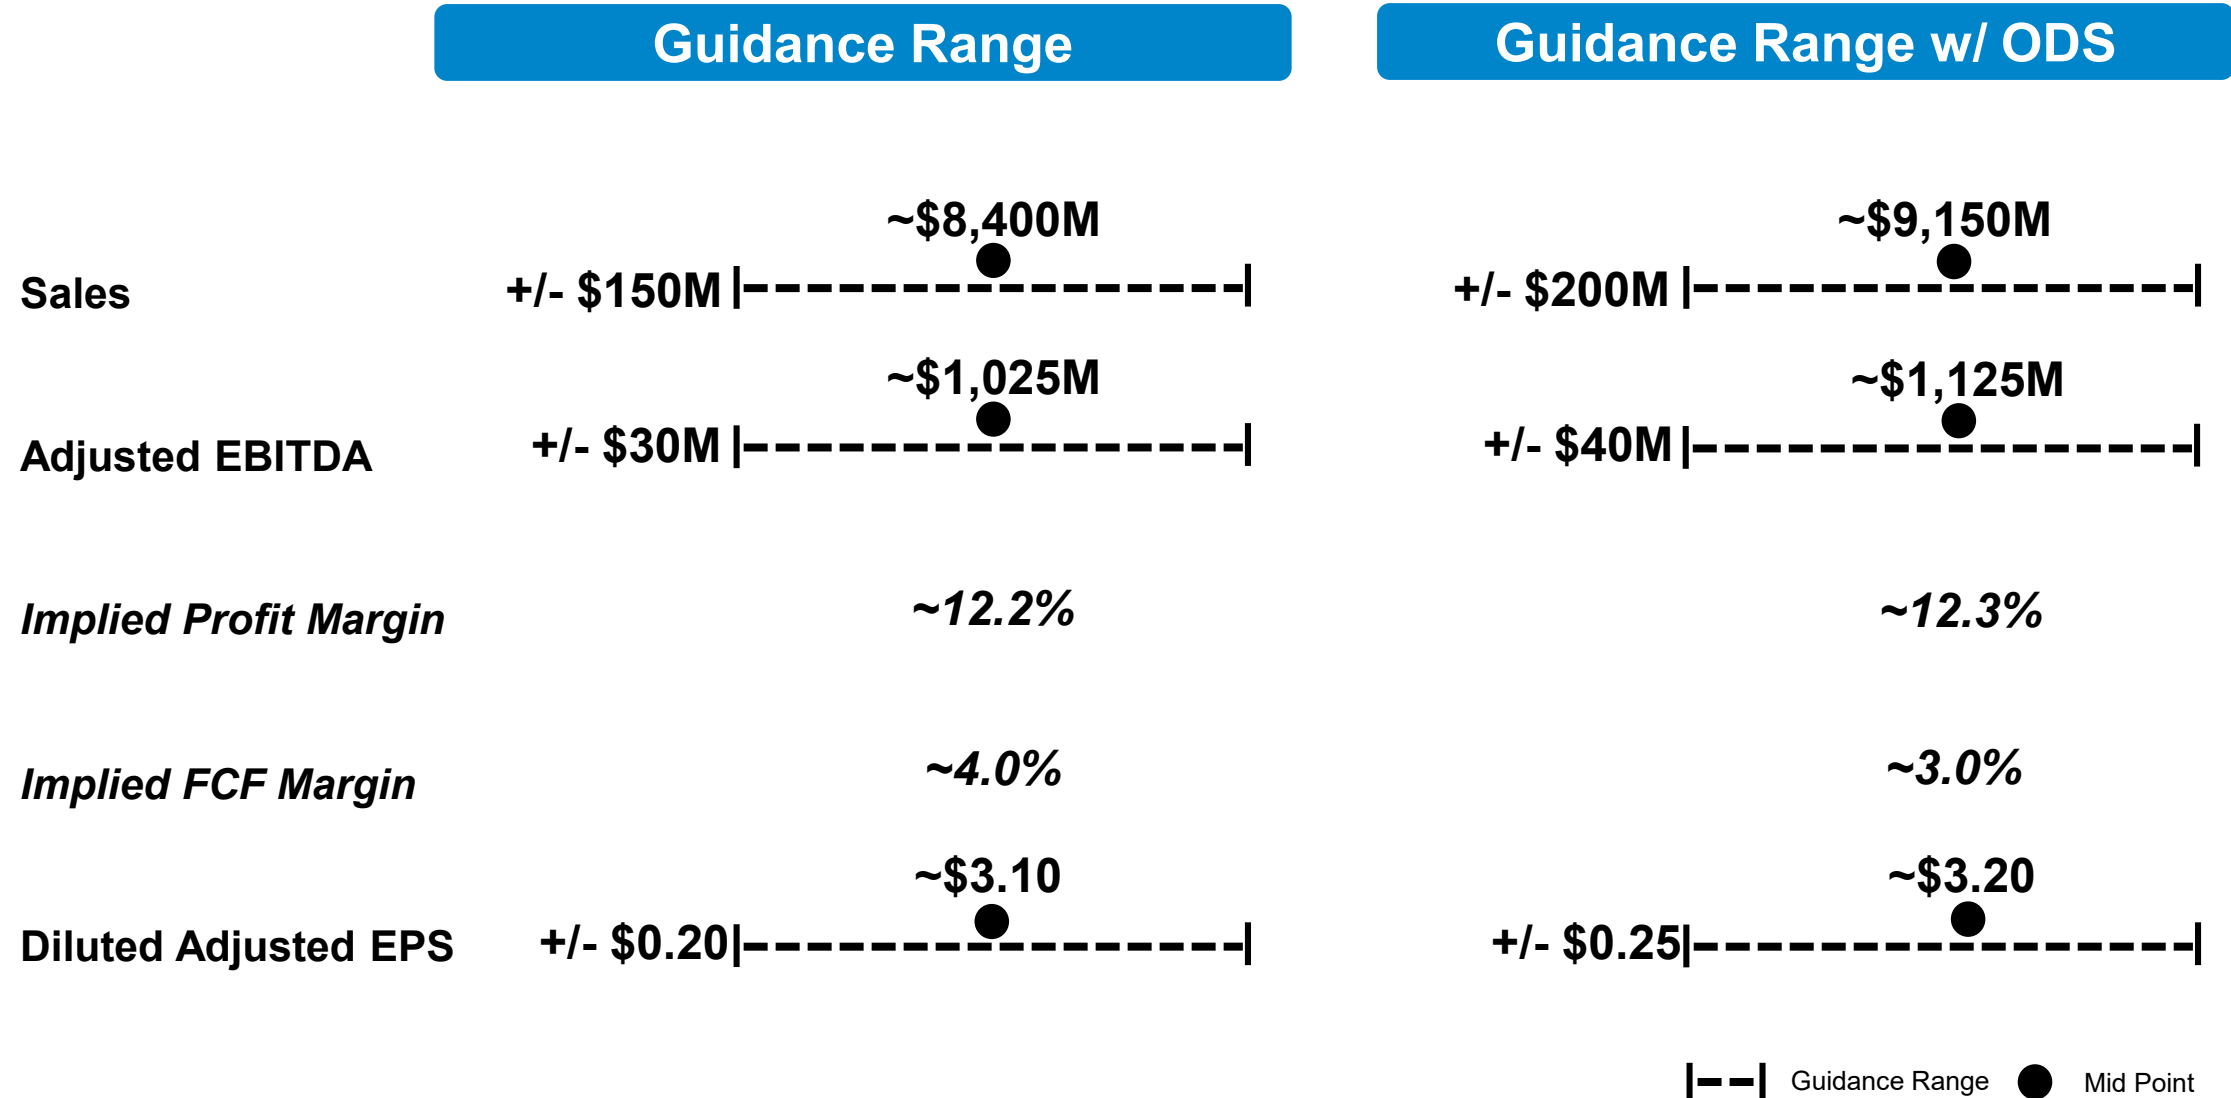 Guidance Range
Guidance Range w/ ODS
~$8,400M
~$9,150M
Sales
+/- $150M
+/- $200M
~$1,025M
~$1,125M
Adjusted EBITDA
+/- $30M
+/- $40M
Implied Profit Margin
~12.2%
~12.3%
Implied FCF Margin
~4.0%
~3.0%
~$3.10
~$3.20
Diluted Adjusted EPS
+/- $0.20
+/- $0.25
Guidance Range
Mid Point